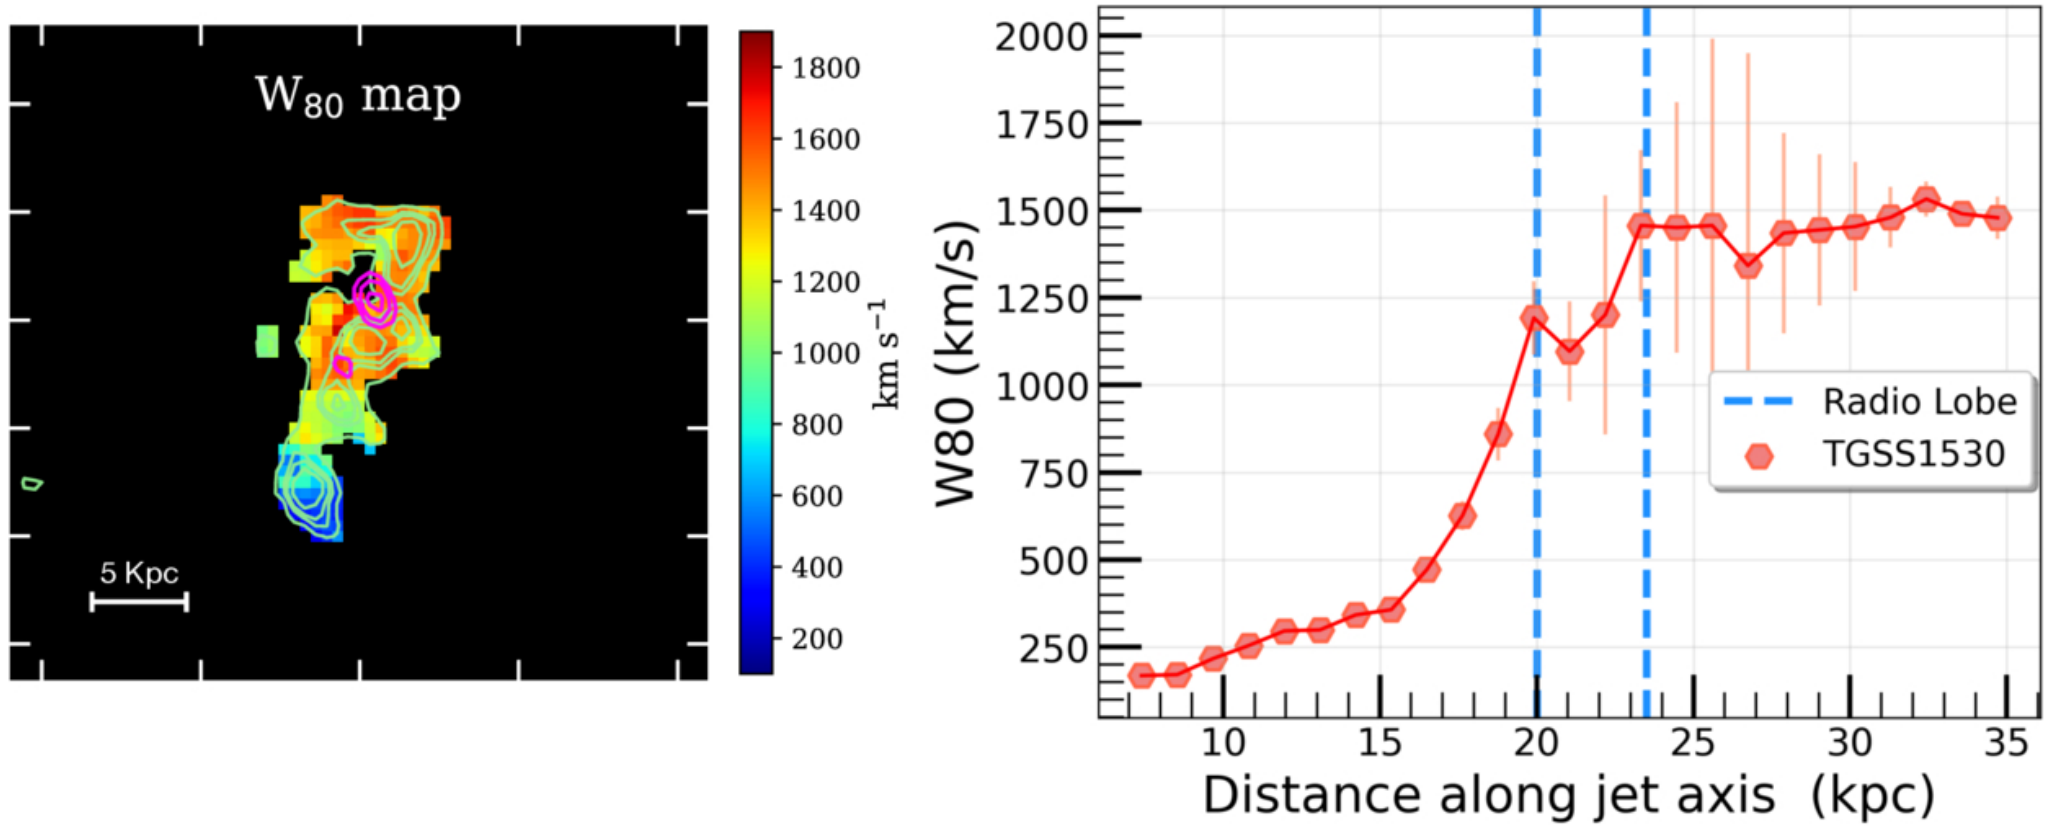 W₈₀ map
5 Kpc
1800
1600
1400
1200
1000
800
600
400
200
km s⁻¹
2000
1750
1500
1250
1000
750
500
250
W80 (km/s)
Radio Lobe
TGSS1530
10 15 20 25 30 35
Distance along jet axis (kpc)